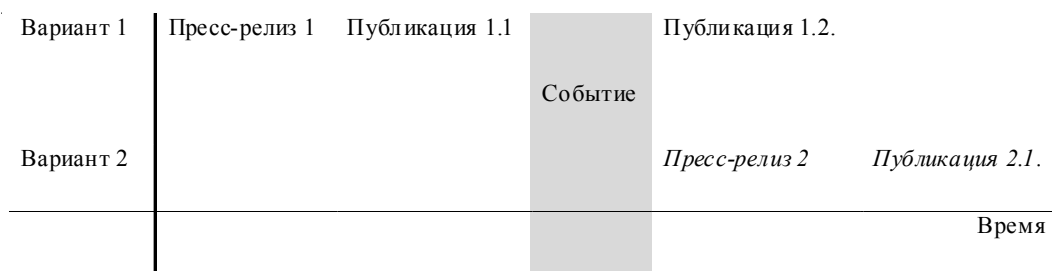 Вариант 1 Пресс-релиз 1 Публикация 1.1 Публикация 1.2.
Событие
Вариант 2 Пресс-релиз 2 Публикация 2.1.
Время